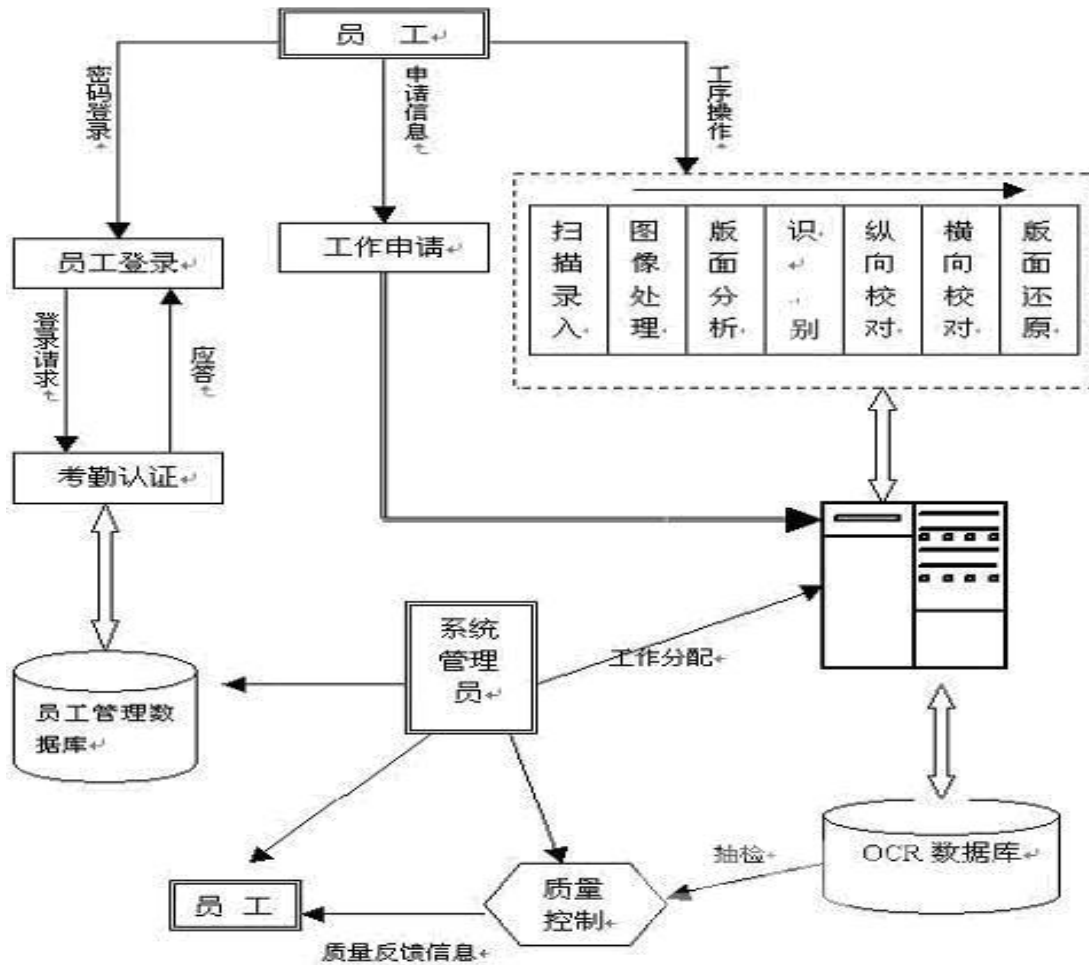 员 工
密码登录
申请信息
工序操作
扫描录入
图像处理
版面分析
识别
纵向校对
横向校对
版面还原
员工登录
工作申请
登录请求
应答
考勤认证
系统
管理
员
工作分配
员工管理数
据库
OCR 数据库
抽检
质量
控制
员 工
质量反馈信息